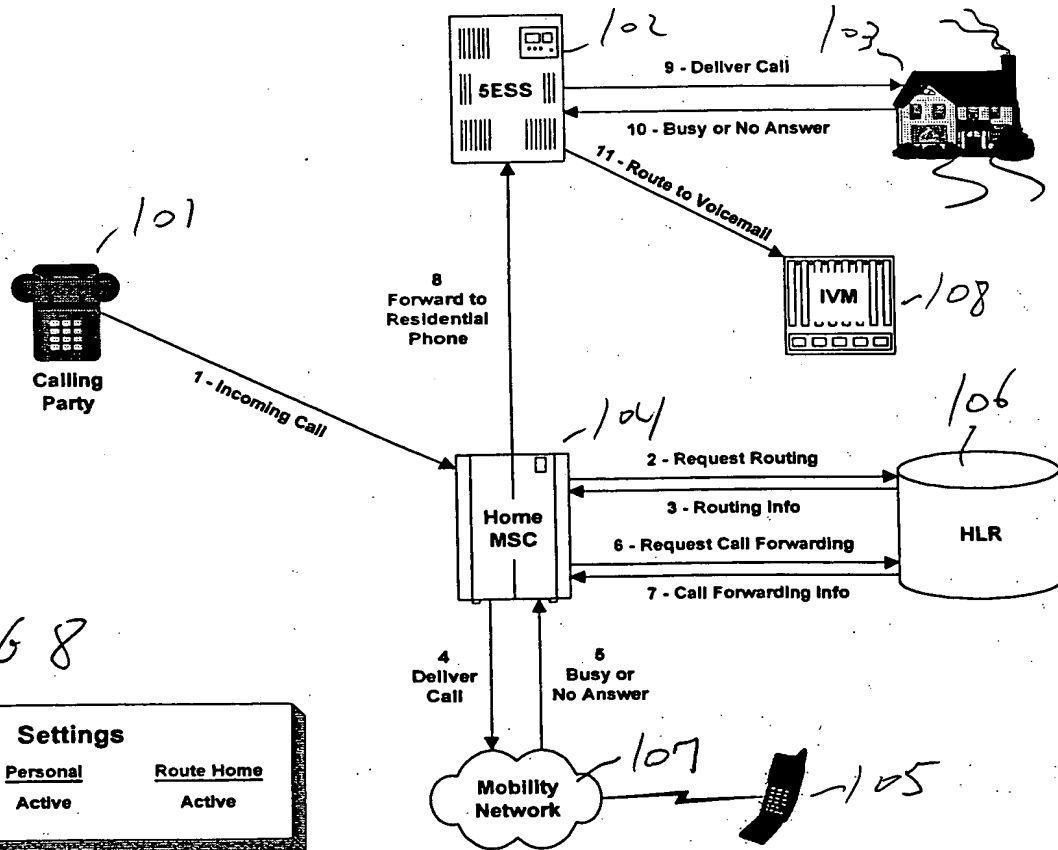 102
103
9 - Deliver Call
5ESS
10 - Busy or No Answer
11 - Route to Voicemail
101
8
Forward to
Residential
Phone
IVM
108
Calling
Party
1 - Incoming Call
104
106
2 - Request Routing
3 - Routing Info
Home
MSC
HLR
6 - Request Call Forwarding
7 - Call Forwarding Info
G 8
4
Deliver
Call
5
Busy or
No Answer
Settings
Personal Route Home
Active Active
107
Mobility
Network
105